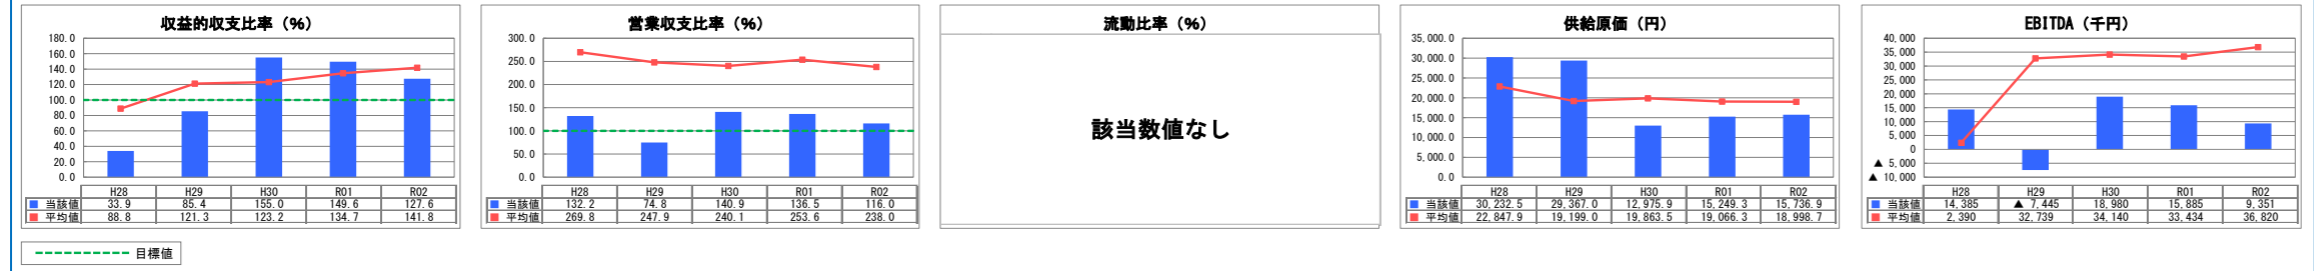 収益的収支比率（％）
180.0
160.0
140.0
120.0
100.0
80.0
60.0
40.0
20.0
0.0
H28 H29 H30 R01 R02
当該値 33.9 85.4 155.0 149.6 127.6
平均値 88.8 121.3 123.2 134.7 141.8
営業収支比率（％）
300.0
250.0
200.0
150.0
100.0
50.0
0.0
H28 H29 H30 R01 R02
当該値 132.2 74.8 140.9 136.5 116.0
平均値 269.8 247.9 240.1 253.6 238.0
流動比率（％）
該当数値なし
供給原価（円）
35,000.0
30,000.0
25,000.0
20,000.0
15,000.0
10,000.0
5,000.0
0.0
H28 H29 H30 R01 R02
当該値 30,232.5 29,367.0 12,975.9 15,249.3 15,736.9
平均値 22,847.9 19,199.0 19,863.5 19,066.3 18,998.7
EBITDA（千円）
40,000
35,000
30,000
25,000
20,000
15,000
10,000
5,000
0
▲ 5,000
▲ 10,000
H28 H29 H30 R01 R02
当該値 14,385 ▲ 7,445 18,980 15,885 9,351
平均値 2,390 32,739 34,140 33,434 36,820
目標値